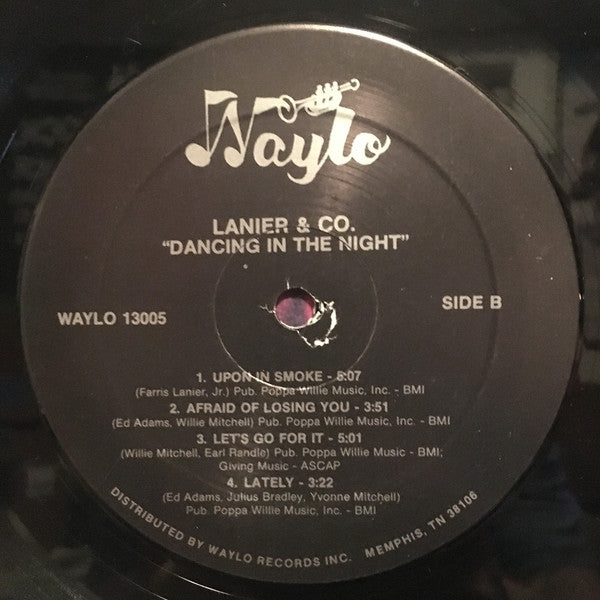 Waylo
LANIER & CO.
"DANCING IN THE NIGHT"
WAYLO 13005
SIDE B
1. UPON IN SMOKE - 5:07
(Farris Lanier, Jr.) Pub. Poppa Willie Music, Inc. - BMI
2. AFRAID OF LOSING YOU - 3:51
(Ed Adams, Willie Mitchell) Pub. Poppa Willie Music, Inc. - BMI
3. LET'S GO FOR IT - 5:01
(Willie Mitchell, Earl Randle) Pub. Poppa Willie Music - BMI;
Giving Music - ASCAP
4. LATELY - 3:22
(Ed Adams, Julius Bradley, Yvonne Mitchell)
Pub. Poppa Willie Music, Inc. - BMI
DISTRIBUTED BY WAYLO RECORDS INC. MEMPHIS, TN 38106